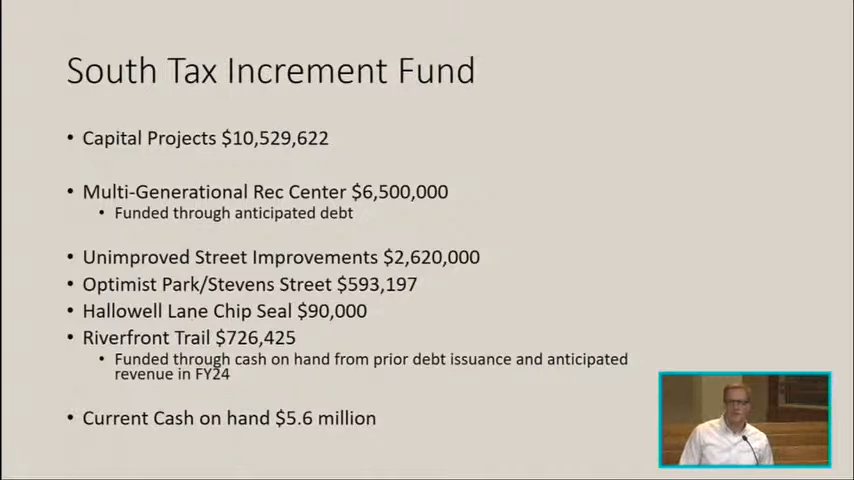 South Tax Increment Fund
• Capital Projects $10,529,622
• Multi-Generational Rec Center $6,500,000
• Funded through anticipated debt
• Unimproved Street Improvements $2,620,000
• Optimist Park/Stevens Street $593,197
• Hallowell Lane Chip Seal $90,000
• Riverfront Trail $726,425
• Funded through cash on hand from prior debt issuance and anticipated
revenue in FY24
• Current Cash on hand $5.6 million